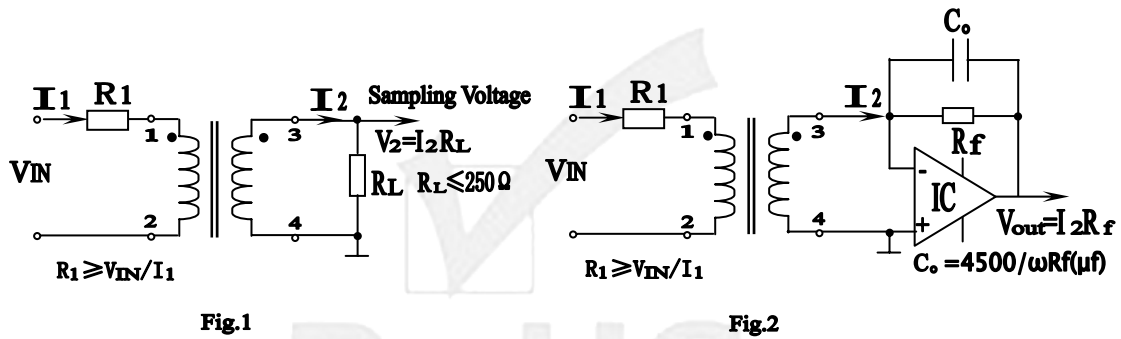 I1 R1 I2 Sampling Voltage
1 3
V2=I2RL
VIN
RL RL≤250Ω
2 4
R1≥VIN/I1
Fig.1
Co
I1 R1 I2
1 3
Rf
VIN
- IC
+
2 4
Vout=I2Rf
Co=4500/ωRf(μf)
R1≥VIN/I1
Fig.2